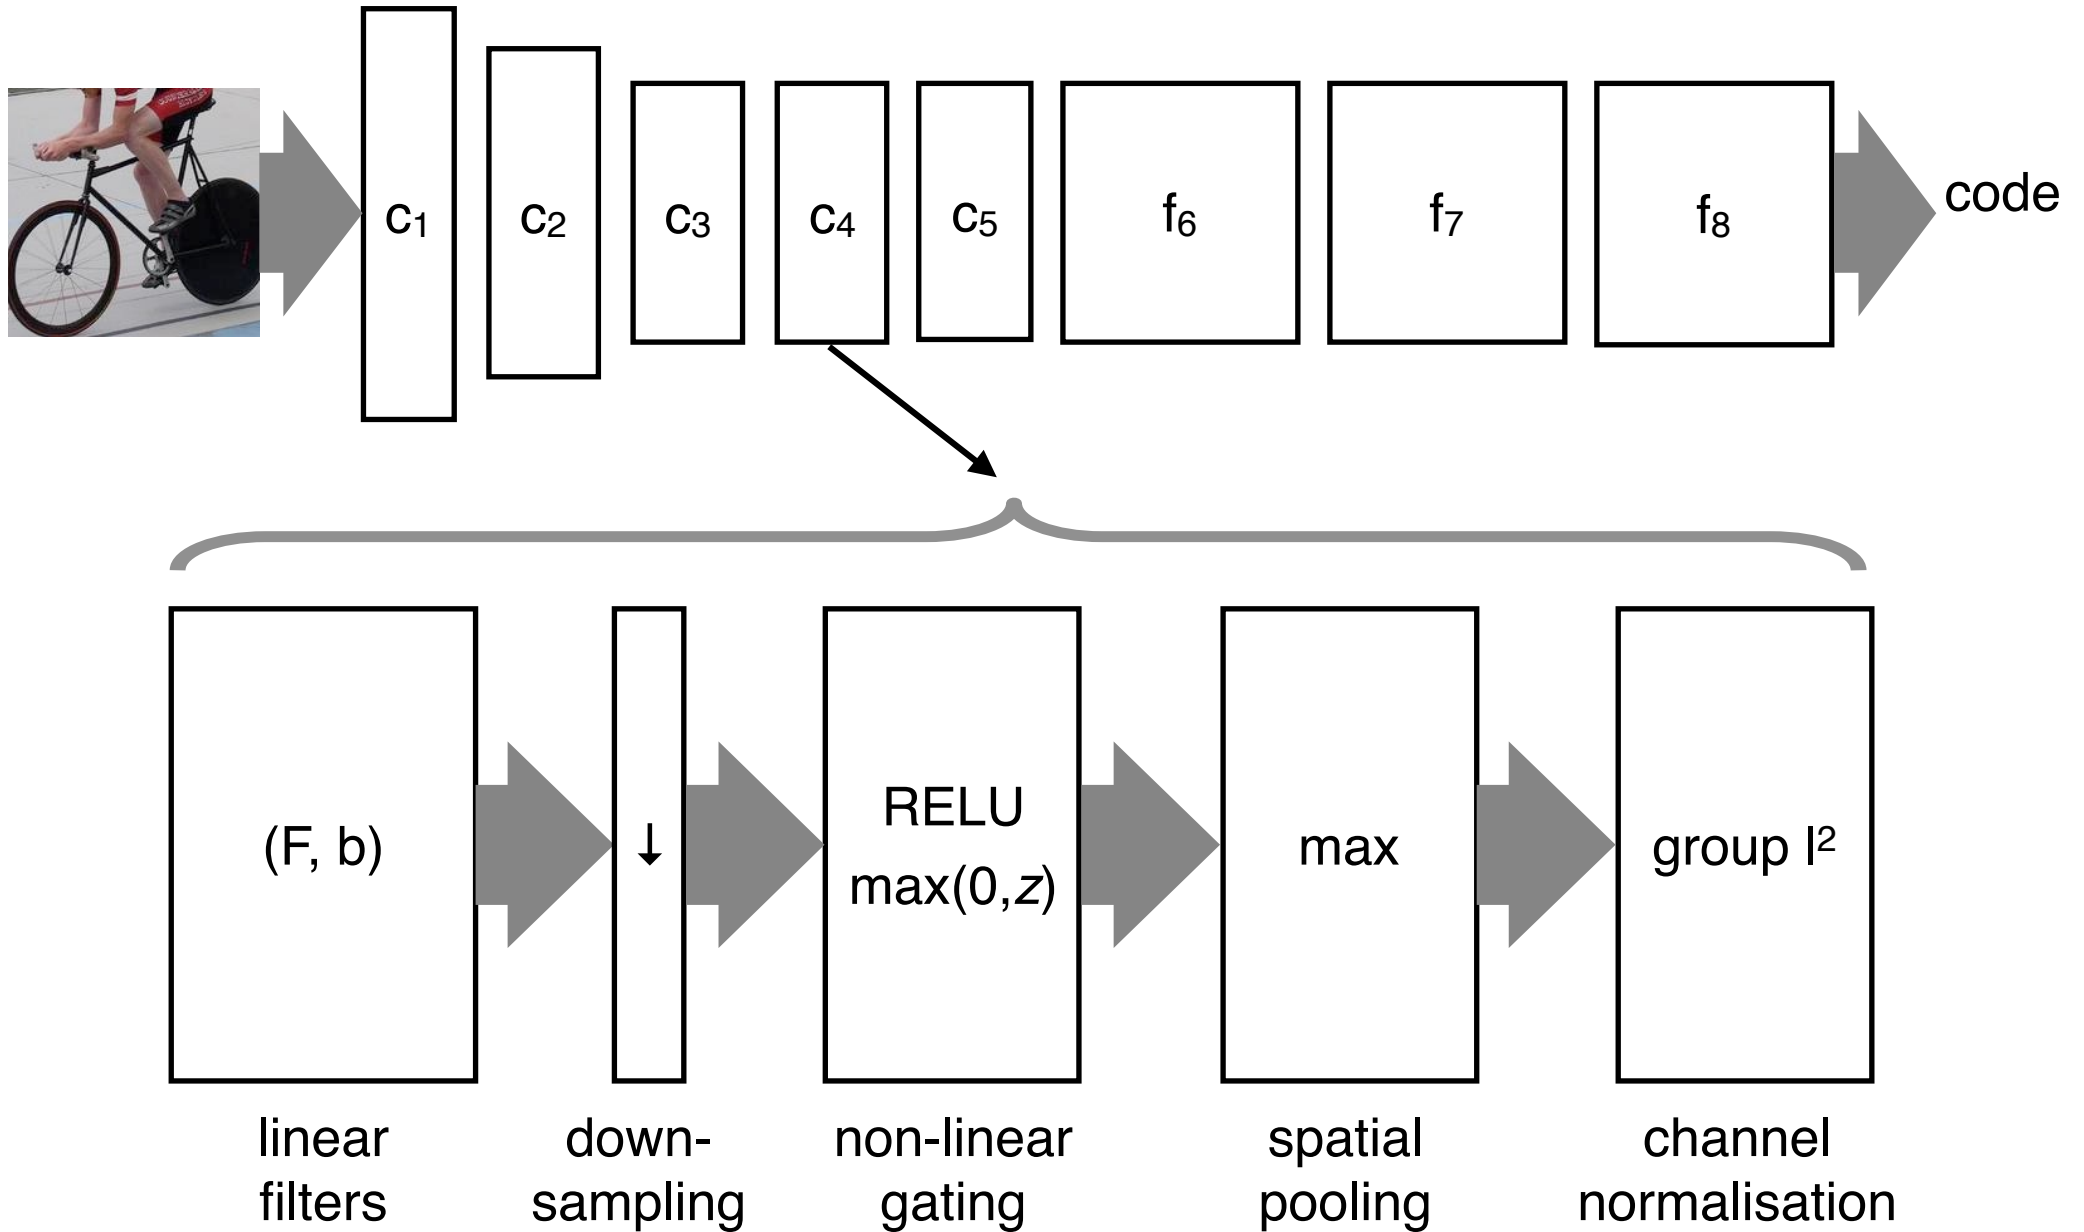 c₁ c₂ c₃ c₄ c₅ f₆ f₇ f₈ code
(F, b) ↓ RELU max(0,z) max group l²
linear filters
down-sampling
non-linear gating
spatial pooling
channel normalisation